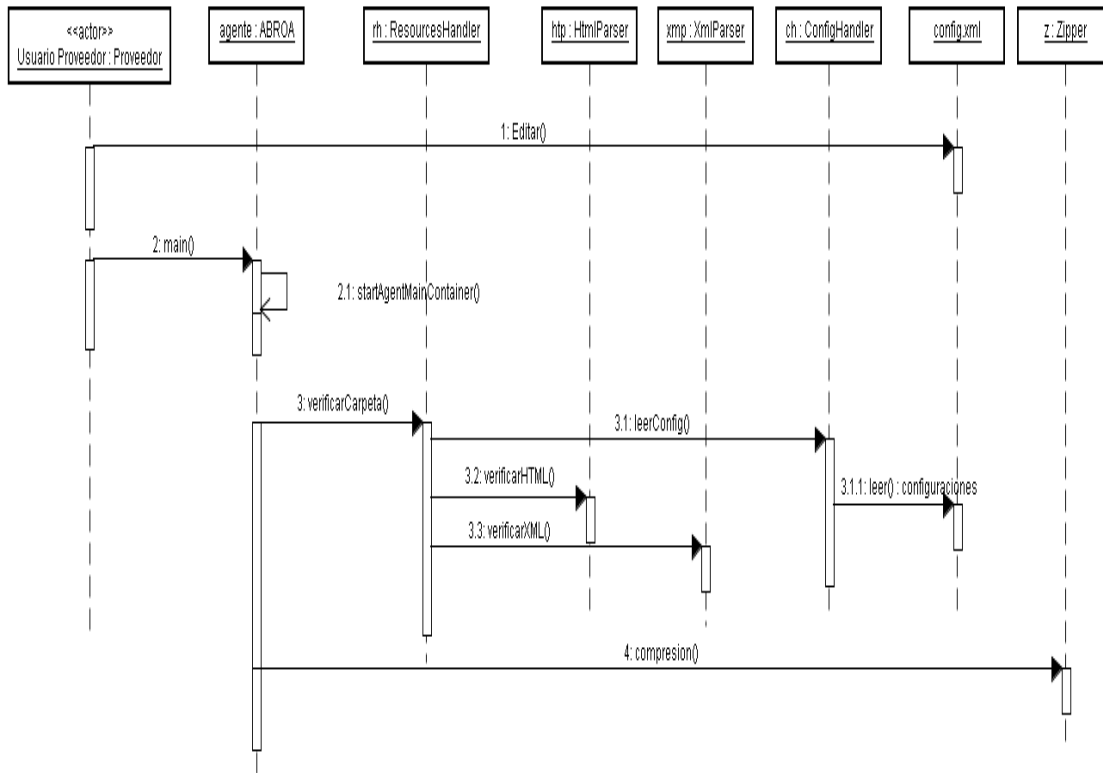 <<actor>>
Usuario Proveedor : Proveedor
agente : ABROA
rh : ResourcesHandler
htp : HtmlParser
xmp : XmlParser
ch : ConfigHandler
config.xml
z : Zipper
1: Editar()
2: main()
2.1: startAgentMainContainer()
3: verificarCarpeta()
3.1: leerConfig()
3.2: verificarHTML()
3.1.1: leer() : configuraciones
3.3: verificarXML()
4: compresion()